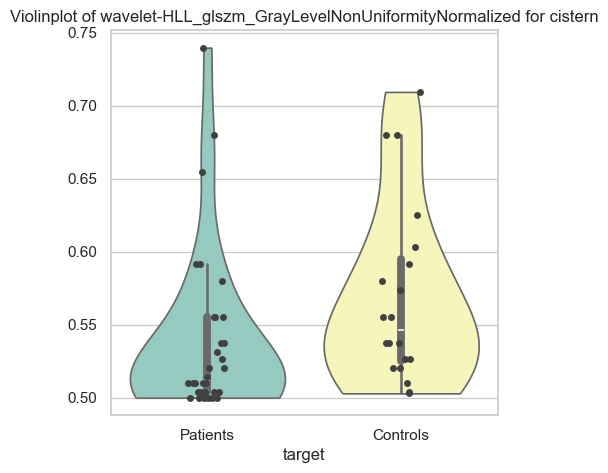 Violinplot of wavelet-HLL_glszm_GrayLevelNonUniformityNormalized for cistern
0.75
0.70
0.65
0.60
0.55
0.50
Patients Controls
target